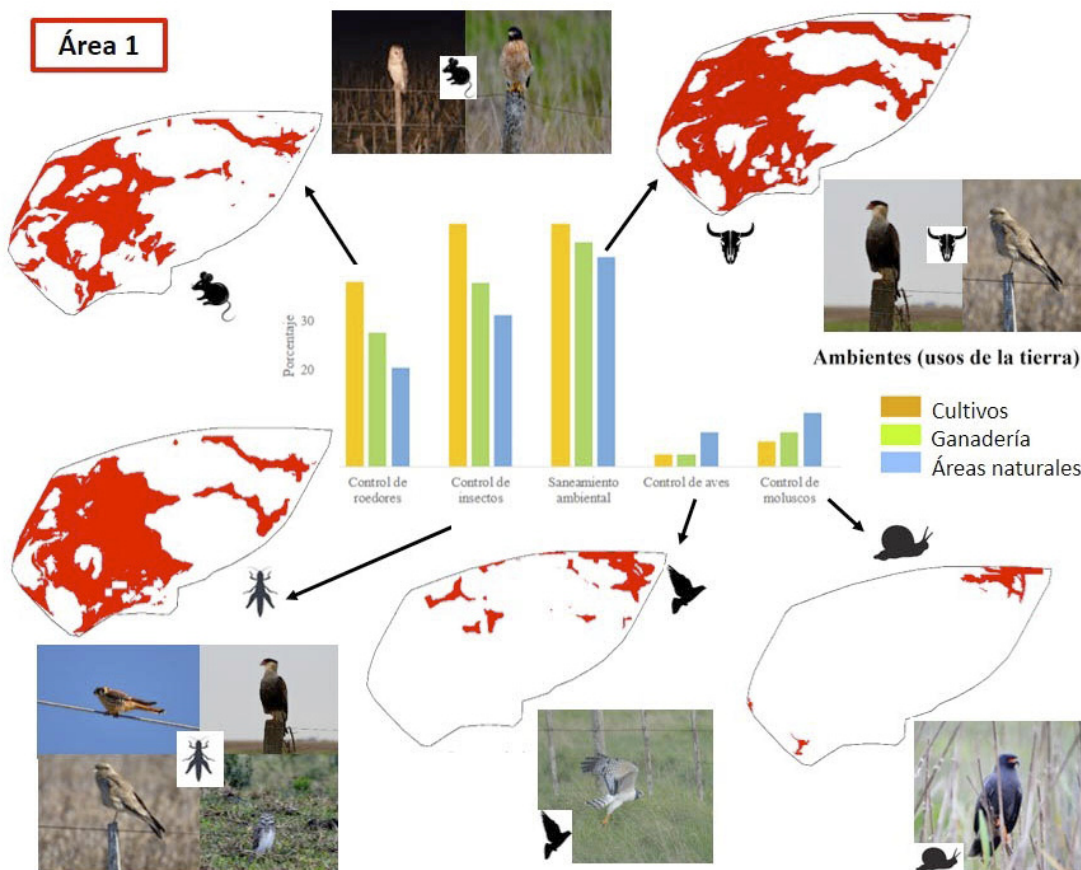 Área 1
Porcentaje
30
20
Control de
roedores
Control de
insectos
Saneamiento
ambiental
Control de aves
Control de
moluscos
Ambientes (usos de la tierra)
Cultivos
Ganadería
Áreas naturales